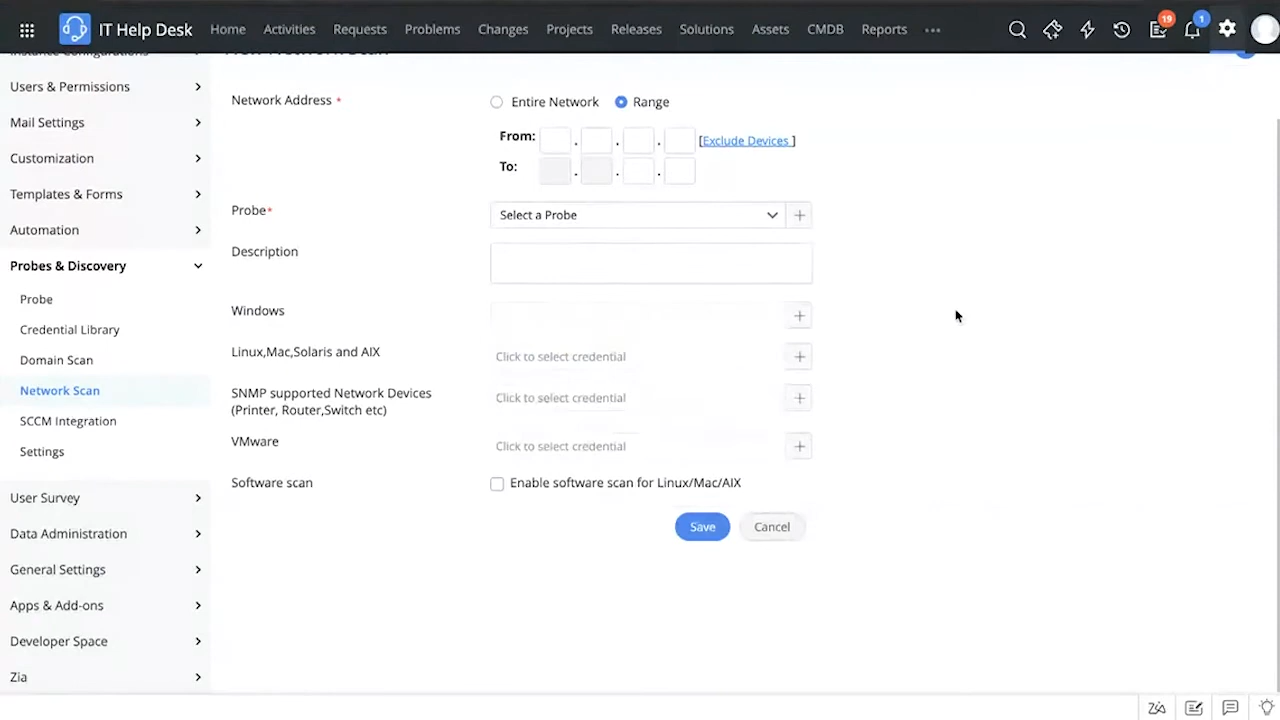 IT Help Desk Home Activities Requests Problems Changes Projects Releases Solutions Assets CMDB Reports ... 19 1
Instance Configurations
New Network Scan
Users & Permissions
Mail Settings
Customization
Templates & Forms
Automation
Probes & Discovery
Probe
Credential Library
Domain Scan
Network Scan
SCCM Integration
Settings
User Survey
Data Administration
General Settings
Apps & Add-ons
Developer Space
Zia
Network Address * Entire Network Range
From: . . . [Exclude Devices ]
To: . . .
Probe* Select a Probe +
Description
Windows +
Linux,Mac,Solaris and AIX Click to select credential +
SNMP supported Network Devices
(Printer, Router,Switch etc) Click to select credential +
VMware Click to select credential +
Software scan Enable software scan for Linux/Mac/AIX
Save Cancel